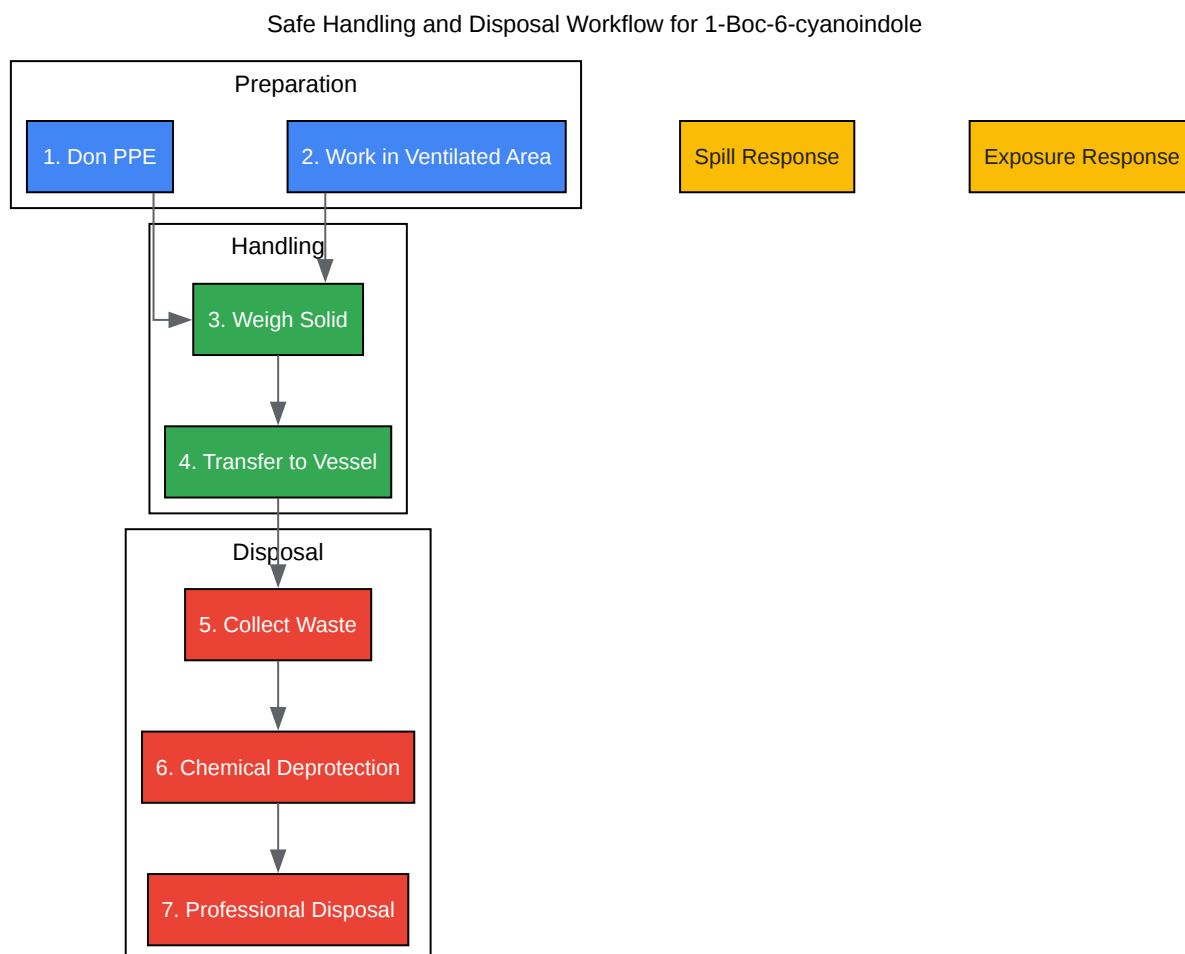 Safe Handling and Disposal Workflow for 1-Boc-6-cyanoindole
Preparation
1. Don PPE
2. Work in Ventilated Area
Spill Response
Exposure Response
Handling
3. Weigh Solid
4. Transfer to Vessel
Disposal
5. Collect Waste
6. Chemical Deprotection
7. Professional Disposal